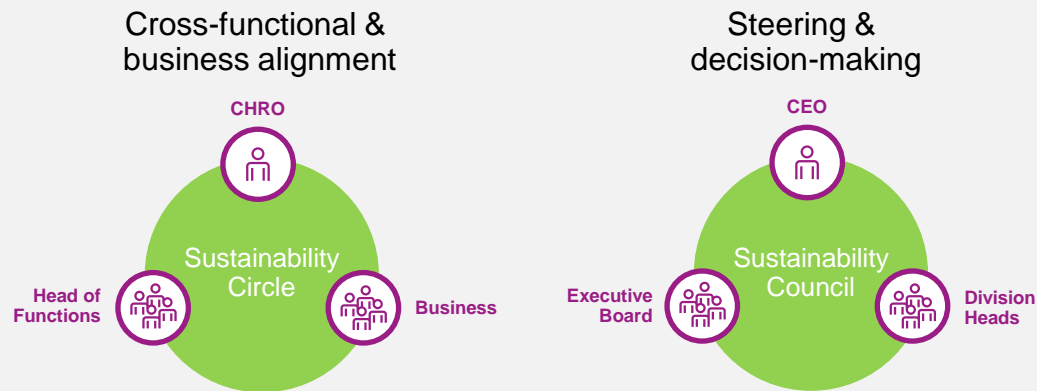 Cross-functional &
business alignment
CHRO
Sustainability
Circle
Head of
Functions
Business
Steering &
decision-making
CEO
Sustainability
Council
Executive
Board
Division
Heads